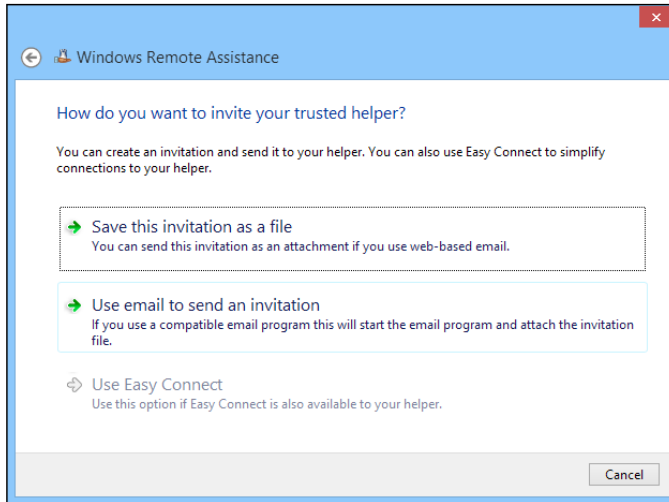 Windows Remote Assistance
How do you want to invite your trusted helper?
You can create an invitation and send it to your helper. You can also use Easy Connect to simplify
connections to your helper.
Save this invitation as a file
You can send this invitation as an attachment if you use web-based email.
Use email to send an invitation
If you use a compatible email program this will start the email program and attach the invitation
file.
Use Easy Connect
Use this option if Easy Connect is also available to your helper.
Cancel